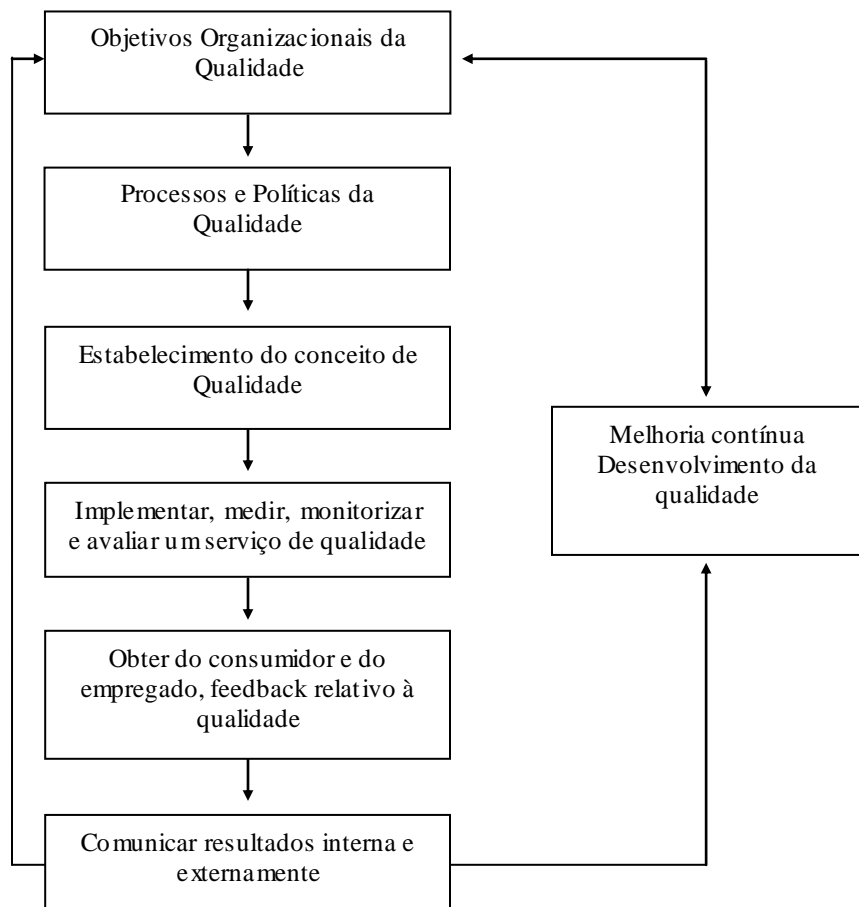 Objetivos Organizacionais da
Qualidade
Processos e Políticas da
Qualidade
Estabelecimento do conceito de
Qualidade
Implementar, medir, monitorizar
e avaliar um serviço de qualidade
Obter do consumidor e do
empregado, feedback relativo à
qualidade
Comunicar resultados interna e
externamente
Melhoria contínua
Desenvolvimento da
qualidade